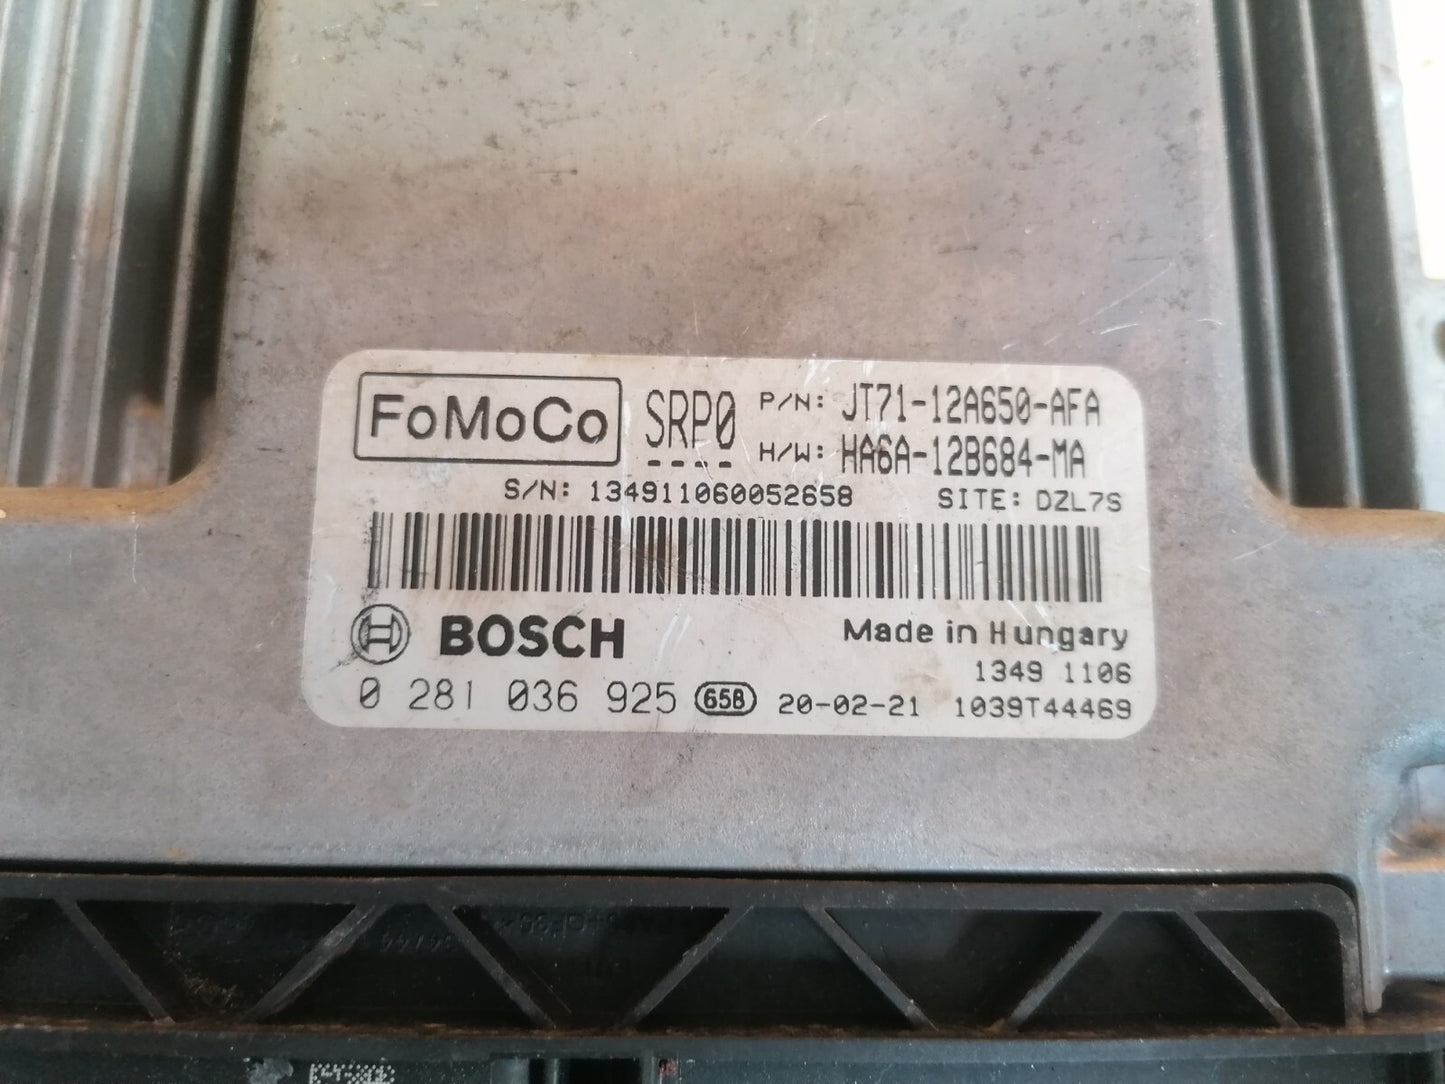 FoMoCo SRP0 P/N: JT71-12A650-AFA
---- H/W: HA6A-12B684-MA
S/N: 134911060052658 SITE: DZL7S
BOSCH Made in Hungary
1349 1106
0 281 036 925 65B 20-02-21 1039T44469